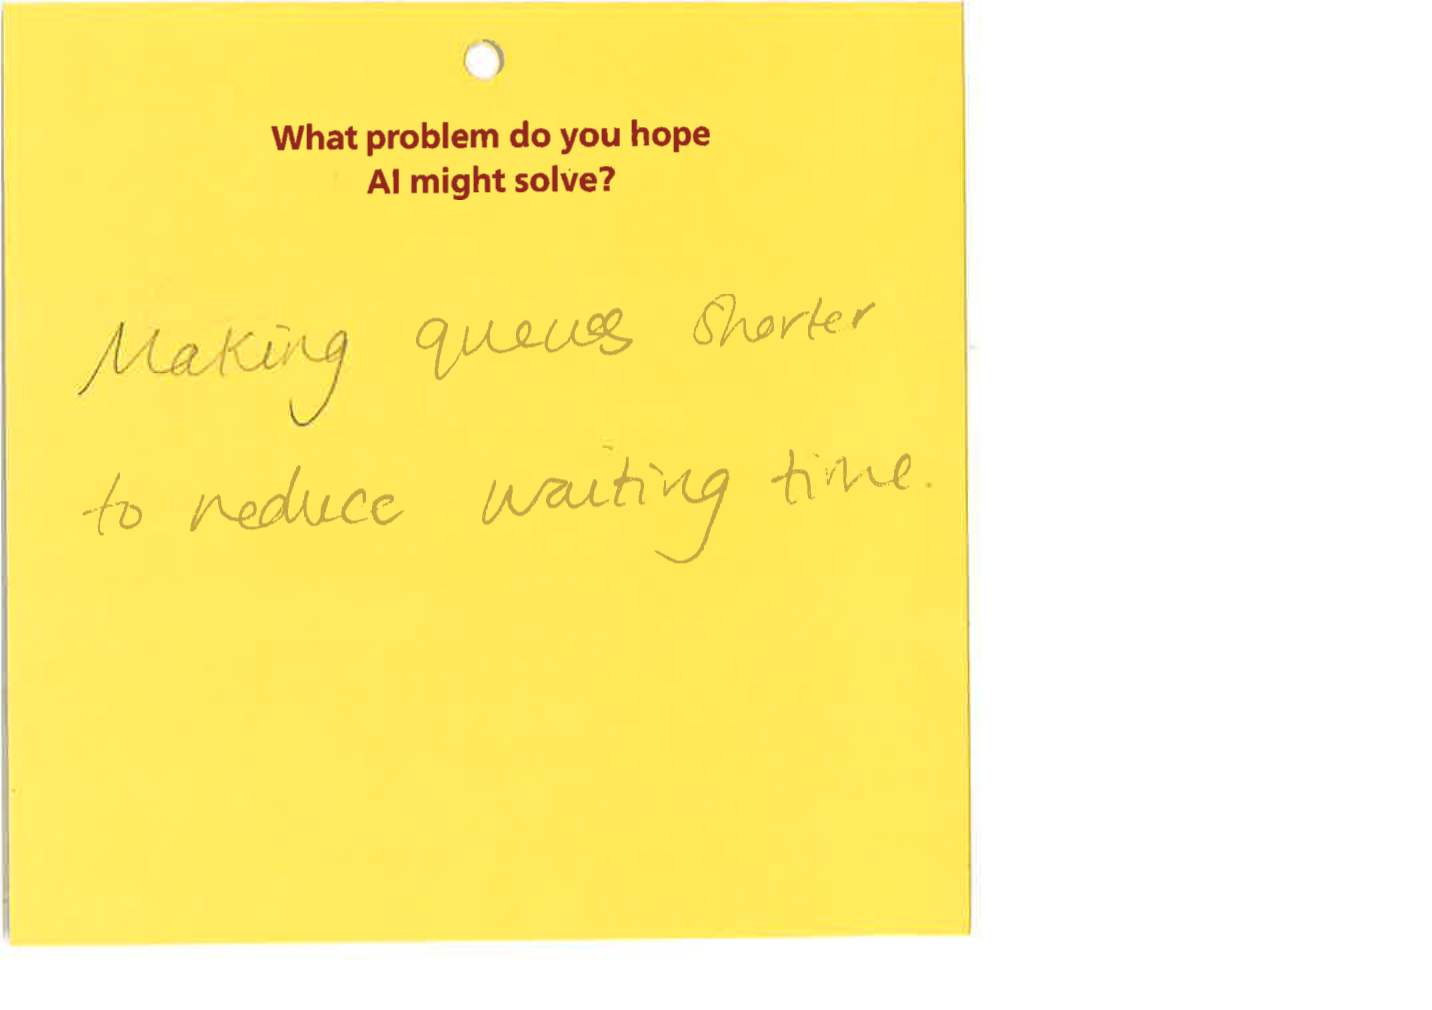 What problem do you hope
AI might solve?
Making queues shorter
to reduce waiting time.